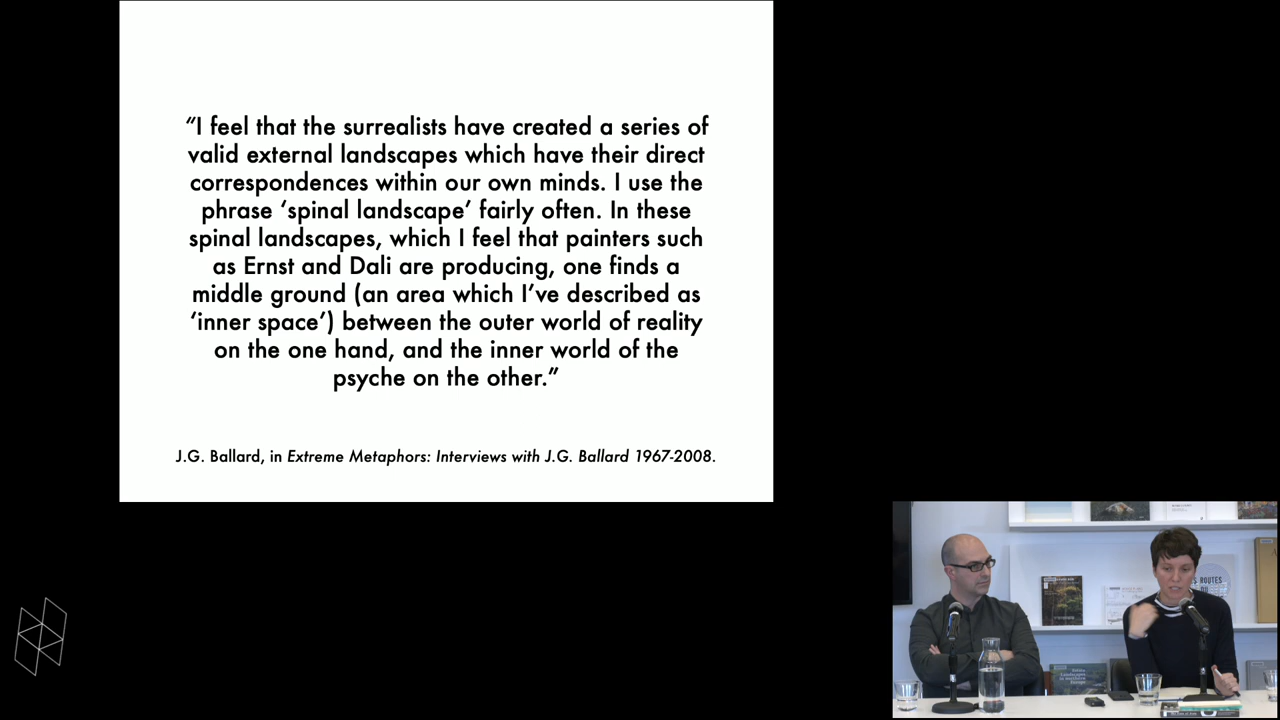 “I feel that the surrealists have created a series of
valid external landscapes which have their direct
correspondences within our own minds. I use the
phrase ‘spinal landscape’ fairly often. In these
spinal landscapes, which I feel that painters such
as Ernst and Dali are producing, one finds a
middle ground (an area which I’ve described as
‘inner space’) between the outer world of reality
on the one hand, and the inner world of the
psyche on the other.”
J.G. Ballard, in Extreme Metaphors: Interviews with J.G. Ballard 1967-2008.
ROUTES
Landscapes